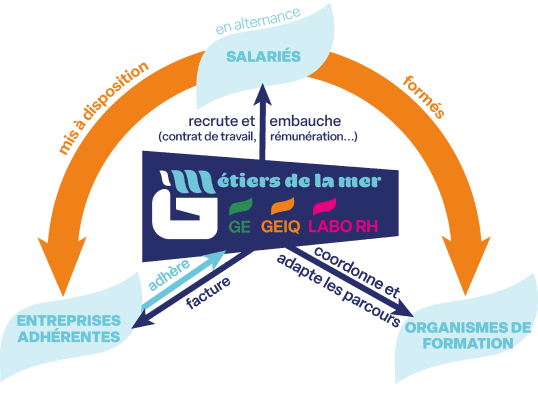 en alternance
SALARIÉS
mis à disposition
formés
recrute et embauche
(contrat de travail, rémunération...)
métiers de la mer
GE GEIQ LABO RH
adhère
facture
coordonne et
adapte les parcours
ENTREPRISES
ADHÉRENTES
ORGANISMES DE
FORMATION